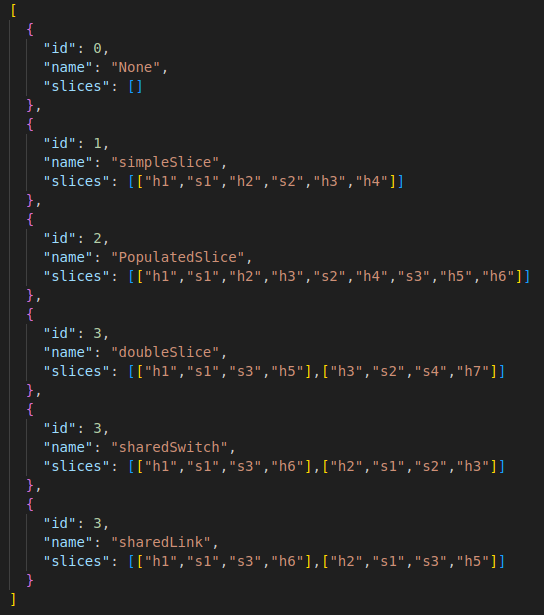 [
  {
    "id": 0,
    "name": "None",
    "slices": []
  },
  {
    "id": 1,
    "name": "simpleSlice",
    "slices": [["h1","s1","h2","s2","h3","h4"]]
  },
  {
    "id": 2,
    "name": "PopulatedSlice",
    "slices": [["h1","s1","h2","h3","s2","h4","s3","h5","h6"]]
  },
  {
    "id": 3,
    "name": "doubleSlice",
    "slices": [["h1","s1","s3","h5"],["h3","s2","s4","h7"]]
  },
  {
    "id": 3,
    "name": "sharedSwitch",
    "slices": [["h1","s1","s3","h6"],["h2","s1","s2","h3"]]
  },
  {
    "id": 3,
    "name": "sharedLink",
    "slices": [["h1","s1","s3","h6"],["h2","s1","s3","h5"]]
  }
]